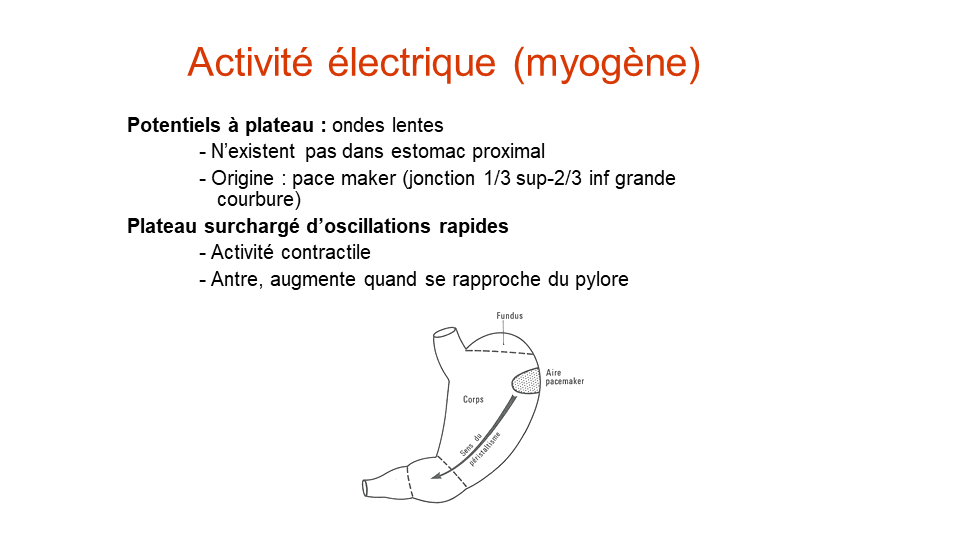 Activité électrique (myogène)
Potentiels à plateau : ondes lentes
- N’existent pas dans estomac proximal
- Origine : pace maker (jonction 1/3 sup-2/3 inf grande
courbure)
Plateau surchargé d’oscillations rapides
- Activité contractile
- Antre, augmente quand se rapproche du pylore
Fundus
Aire
pacemaker
Corps
Sens du
péristaltisme